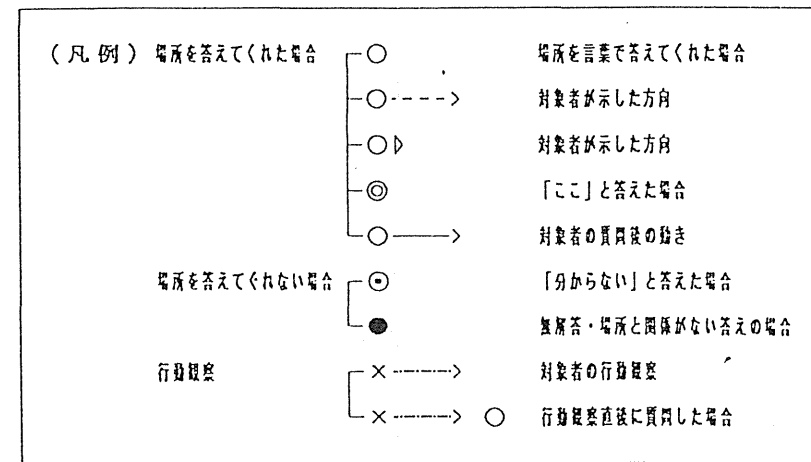 (凡例) 場所を答えてくれた場合 場所を言葉で答えてくれた場合
対象者が示した方向
対象者が示した方向
「ここ」と答えた場合
対象者の質問後の動き
場所を答えてくれない場合 「分からない」と答えた場合
無解答・場所と関係がない答えの場合
行動観察 対象者の行動観察
行動観察直後に質問した場合